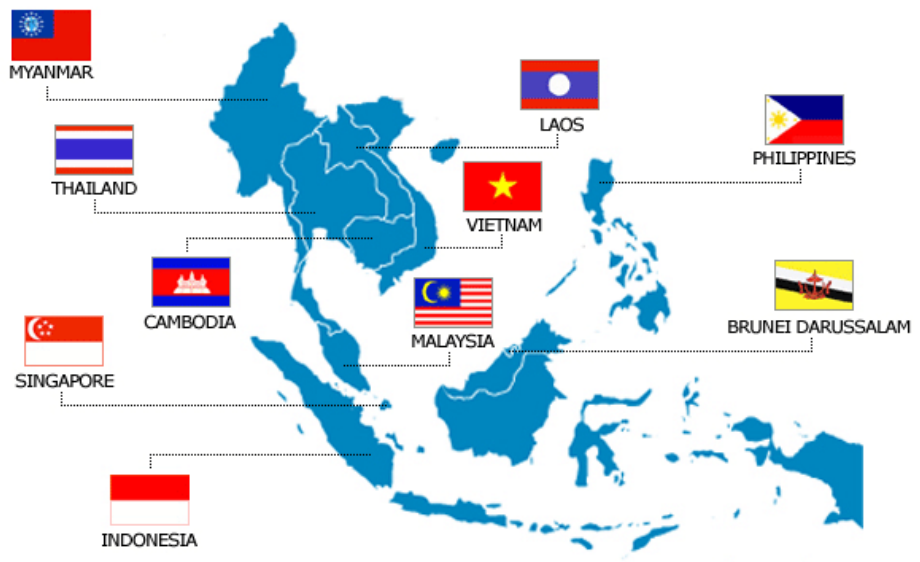 MYANMAR
LAOS
PHILIPPINES
THAILAND
VIETNAM
CAMBODIA
BRUNEI DARUSSALAM
MALAYSIA
SINGAPORE
INDONESIA